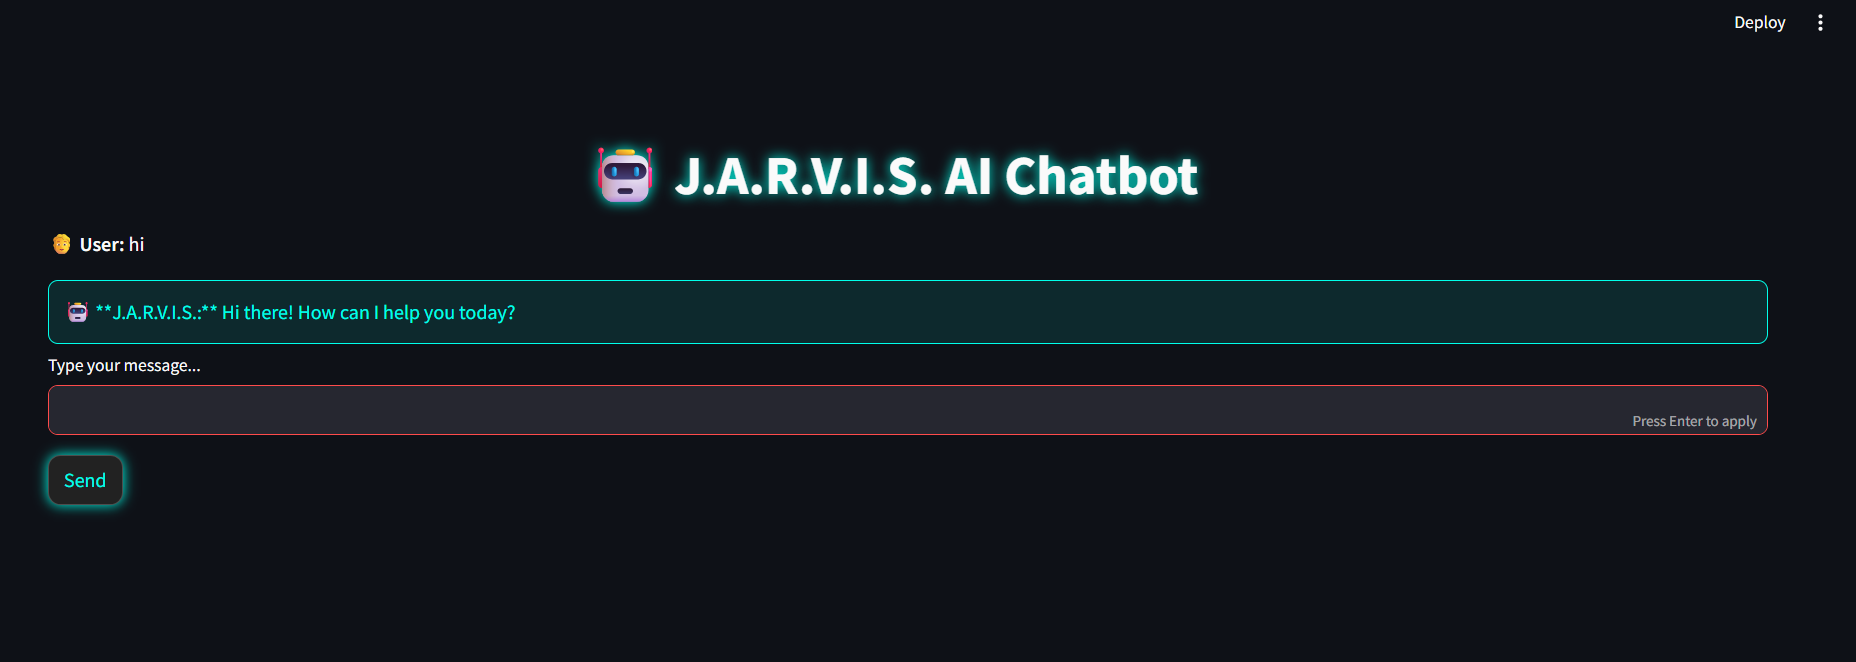 Deploy
J.A.R.V.I.S. AI Chatbot
User: hi
**J.A.R.V.I.S.:** Hi there! How can I help you today?
Type your message...
Press Enter to apply
Send